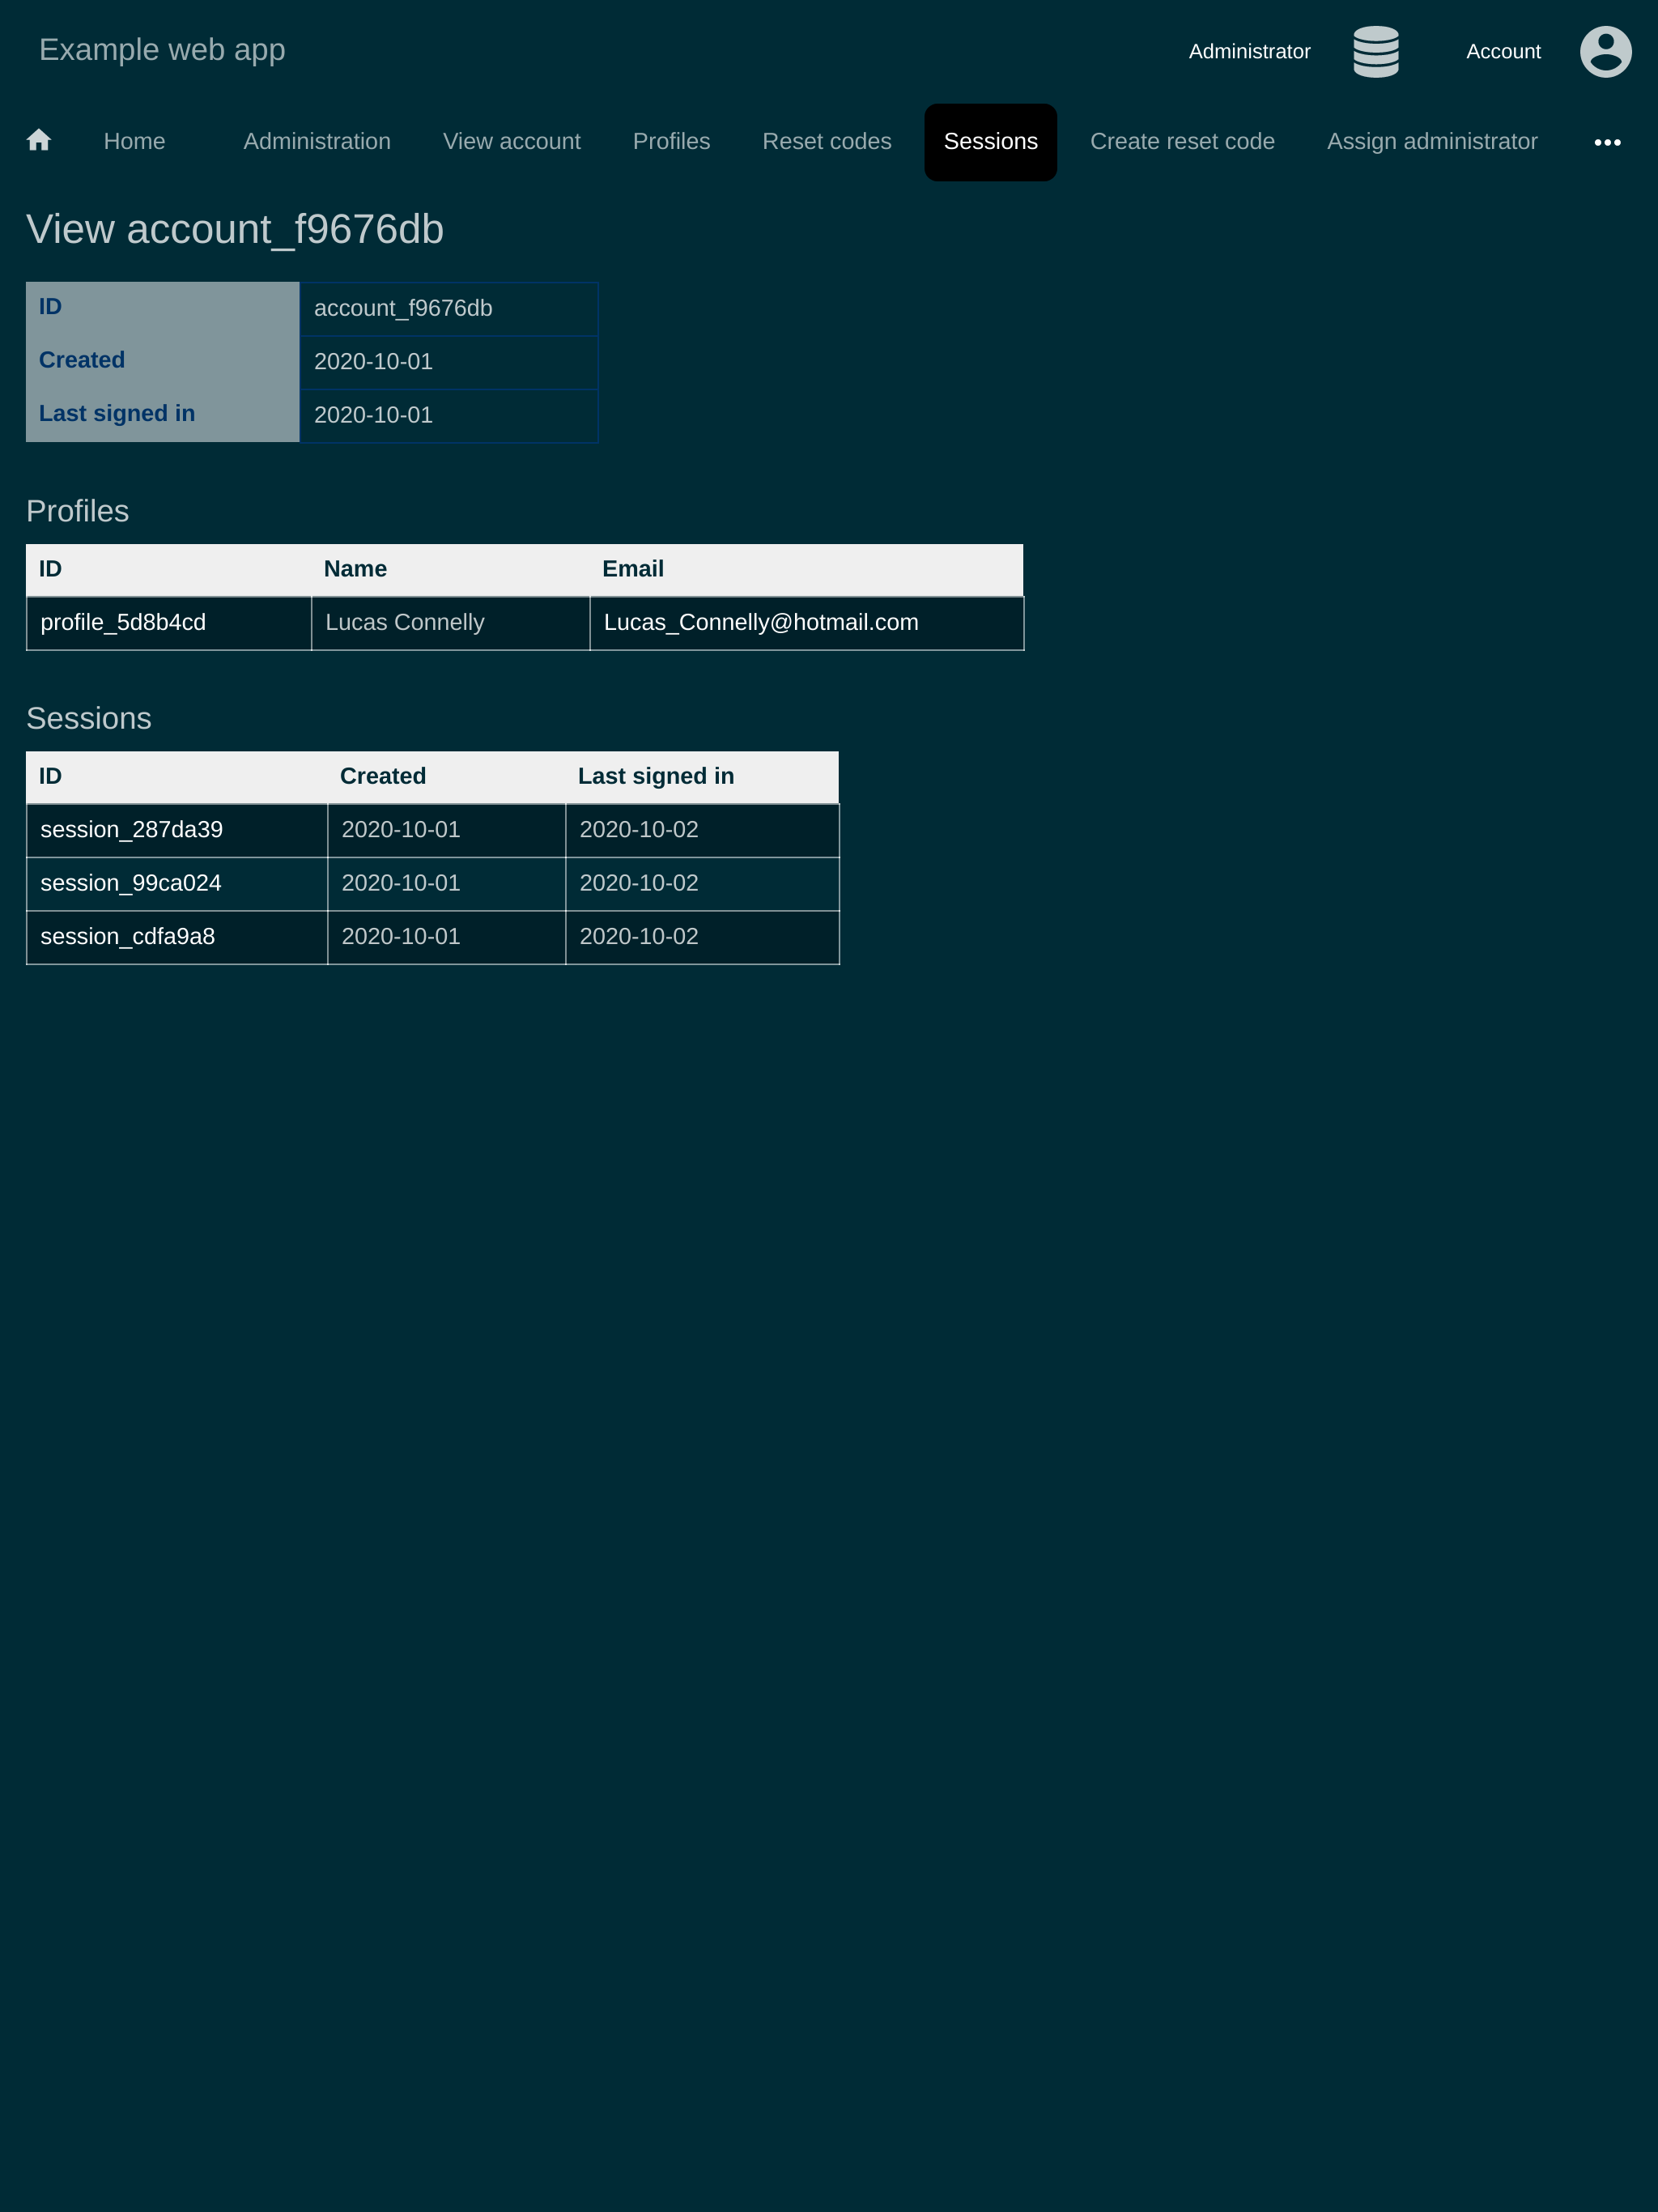 Example web app
Administrator Account
Home Administration View account Profiles Reset codes Sessions Create reset code Assign administrator
View account_f9676db
ID account_f9676db
Created 2020-10-01
Last signed in 2020-10-01
Profiles
ID Name Email
profile_5d8b4cd Lucas Connelly Lucas_Connelly@hotmail.com
Sessions
ID Created Last signed in
session_287da39 2020-10-01 2020-10-02
session_99ca024 2020-10-01 2020-10-02
session_cdfa9a8 2020-10-01 2020-10-02